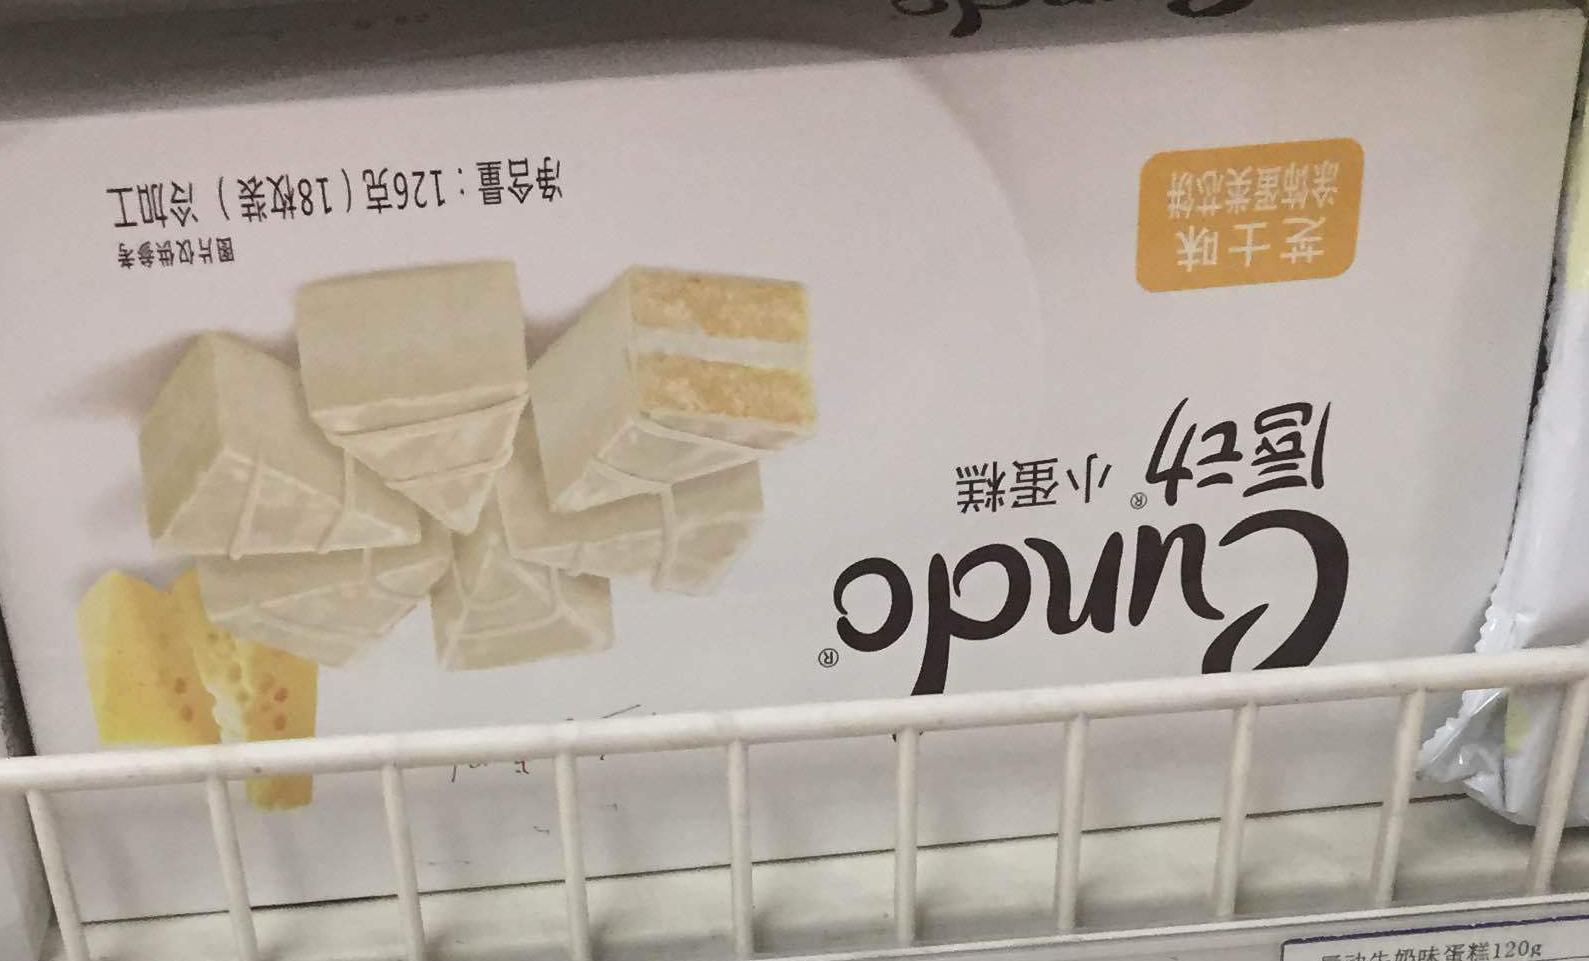 Cundo®
唇动® 小蛋糕
芝士味
涂饰蛋类芯饼
图片仅供参考
净含量：126克（18枚装）冷加工
唇动牛奶味蛋糕120g